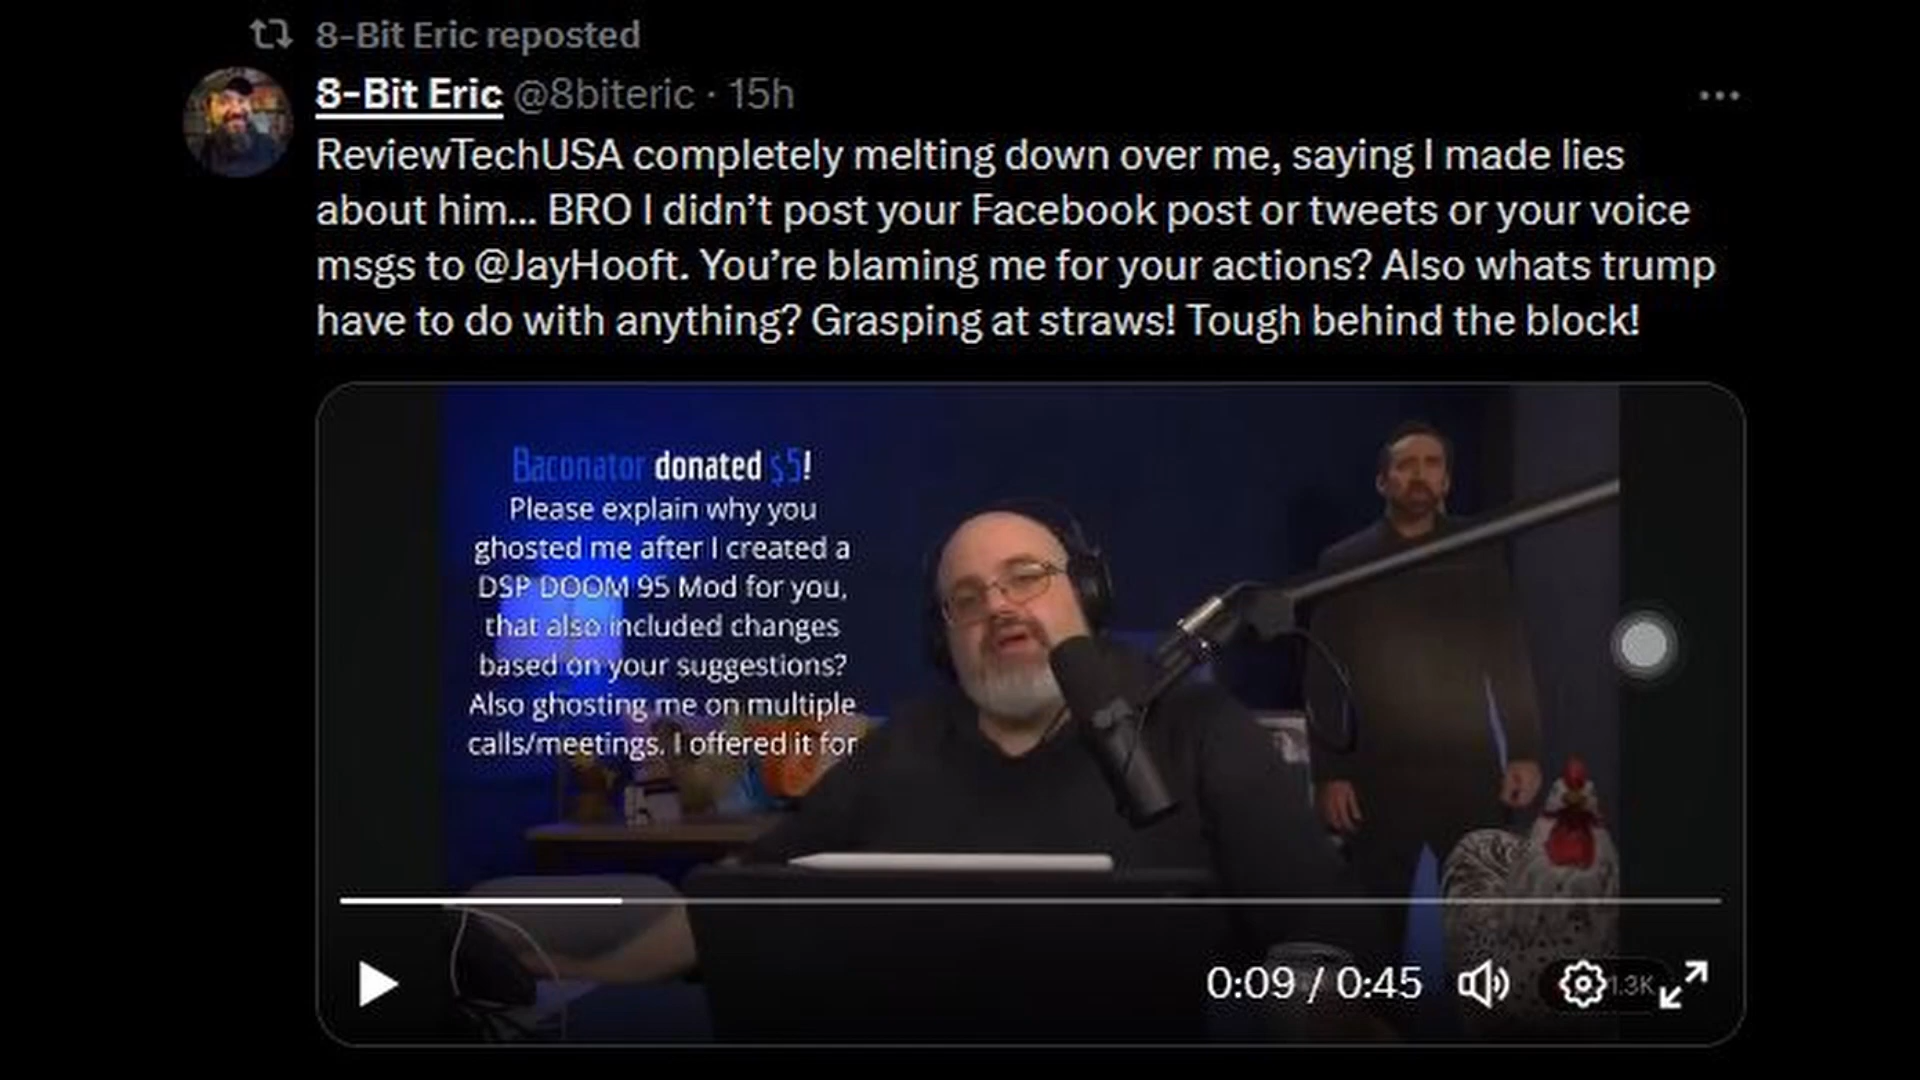 8-Bit Eric reposted
8-Bit Eric @8biteric · 15h
ReviewTechUSA completely melting down over me, saying I made lies
about him... BRO I didn’t post your Facebook post or tweets or your voice
msgs to @JayHooft. You’re blaming me for your actions? Also whats trump
have to do with anything? Grasping at straws! Tough behind the block!
Baconator donated $5!
Please explain why you
ghosted me after I created a
DSP DOOM 95 Mod for you,
that also included changes
based on your suggestions?
Also ghosting me on multiple
calls/meetings. I offered it for
0:09 / 0:45
1.3K